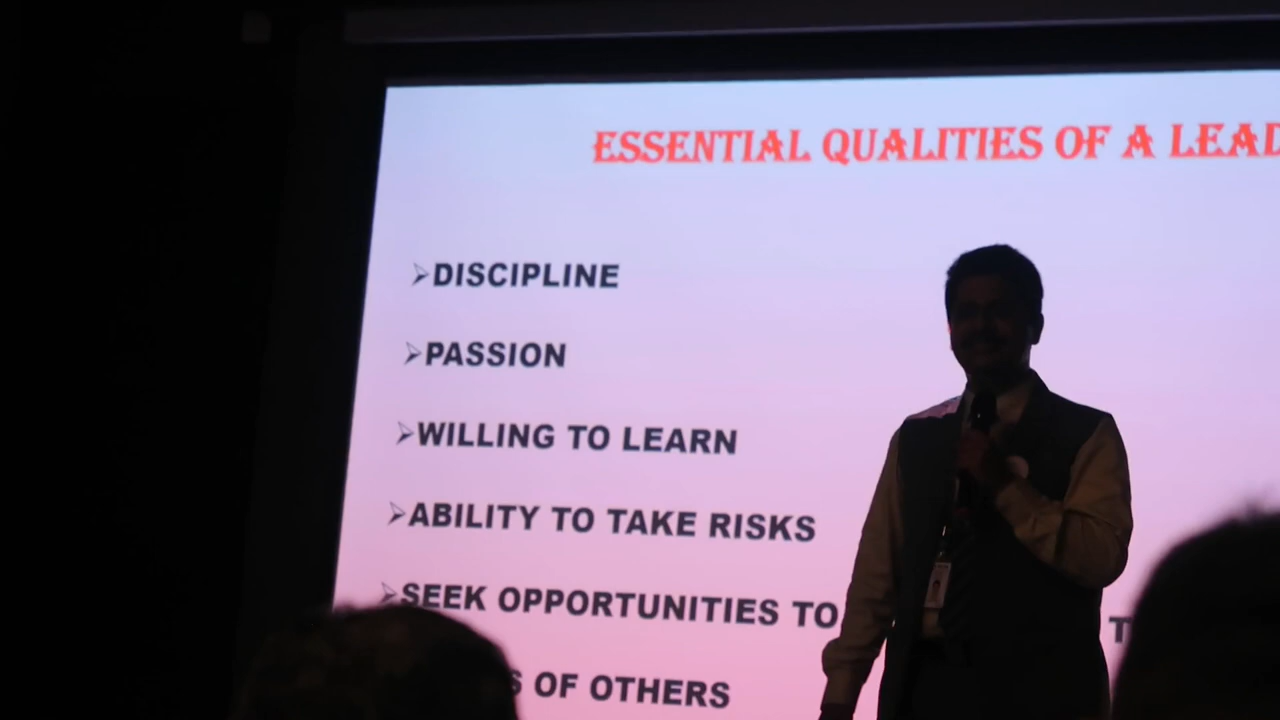 ESSENTIAL QUALITIES OF A LEAD
➢DISCIPLINE
➢PASSION
➢WILLING TO LEARN
➢ABILITY TO TAKE RISKS
➢SEEK OPPORTUNITIES TO
OF OTHERS